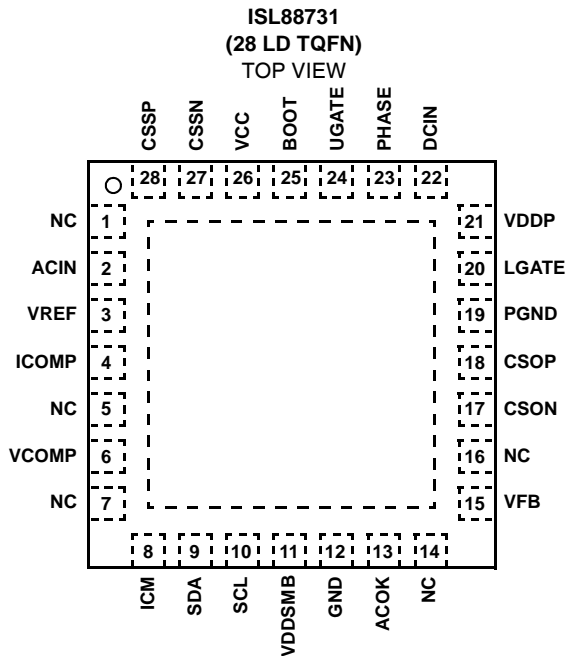 ISL88731
(28 LD TQFN)
TOP VIEW
CSSP
CSSN
VCC
BOOT
UGATE
PHASE
DCIN
28 27 26 25 24 23 22
NC 1
ACIN 2
VREF 3
ICOMP 4
NC 5
VCOMP 6
NC 7
21 VDDP
20 LGATE
19 PGND
18 CSOP
17 CSON
16 NC
15 VFB
8 9 10 11 12 13 14
ICM
SDA
SCL
VDDSMB
GND
ACOK
NC